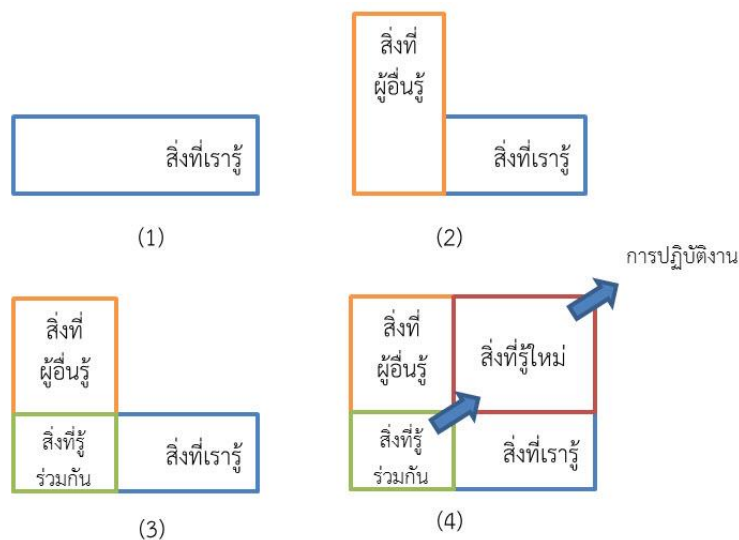 สิ่งที่เรารู้
(1)
สิ่งที่
ผู้อื่นรู้
สิ่งที่เรารู้
(2)
สิ่งที่
ผู้อื่นรู้
สิ่งที่รู้
ร่วมกัน
สิ่งที่เรารู้
(3)
การปฏิบัติงาน
สิ่งที่
ผู้อื่นรู้
สิ่งที่รู้ใหม่
สิ่งที่รู้
ร่วมกัน
สิ่งที่เรารู้
(4)